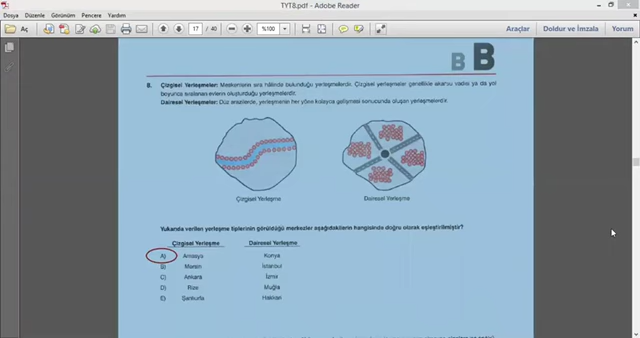 TYT8.pdf - Adobe Reader
Dosya Düzenle Görünüm Pencere Yardım
Aç 17 / 40 %100 Araçlar Doldur ve İmzala Yorum
B B
8. Çizgisel Yerleşmeler: Meskenlerin sıra hâlinde bulunduğu yerleşmelerdir. Çizgisel yerleşmeler genellikle akarsu vadisi ya da yol
boyunca sıralanan evlerin oluşturduğu yerleşmelerdir.
Dairesel Yerleşmeler: Düz arazilerde, yerleşmenin her yöne kolayca gelişmesi sonucunda oluşan yerleşmelerdir.
Çizgisel Yerleşme Dairesel Yerleşme
Yukarıda verilen yerleşme tiplerinin görüldüğü merkezler aşağıdakilerin hangisinde doğru olarak eşleştirilmiştir?
Çizgisel Yerleşme Dairesel Yerleşme
A) Amasya Konya
B) Mersin İstanbul
C) Ankara İzmir
D) Rize Muğla
E) Şanlıurfa Hakkari